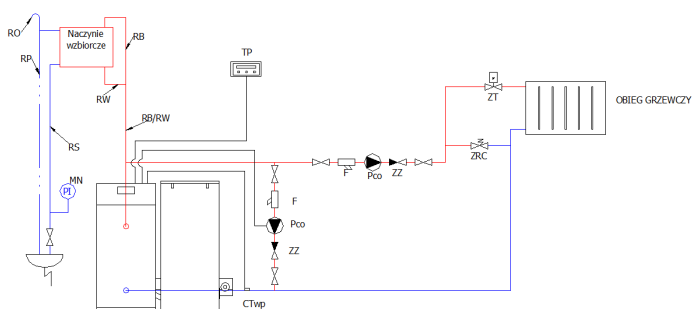 RO
Naczynie
wzbiorcze
RB
RP
TP
RW
ZT
OBIEG GRZEWCZY
RB/RW
RS
ZRC
F
Pco
ZZ
MN
PI
F
Pco
ZZ
CTwp